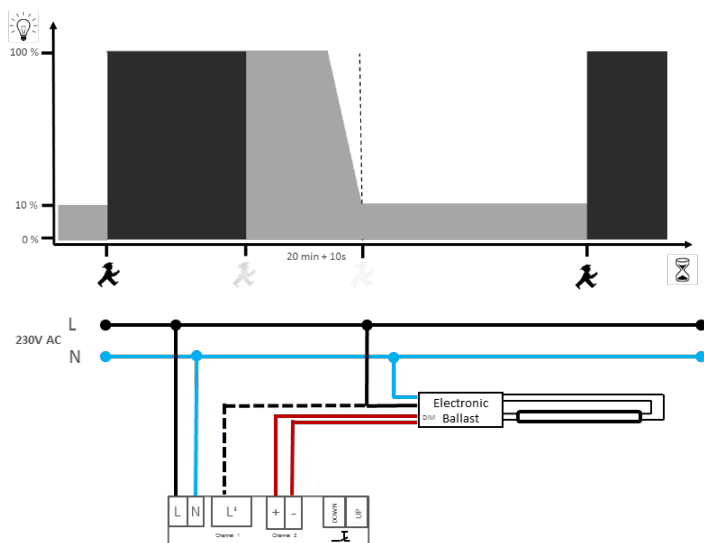 100 %
10 %
0 %
20 min + 10s
L
230V AC
N
Electronic
DIM Ballast
L N L' + - DOWN UP
Channel 1 Channel 2